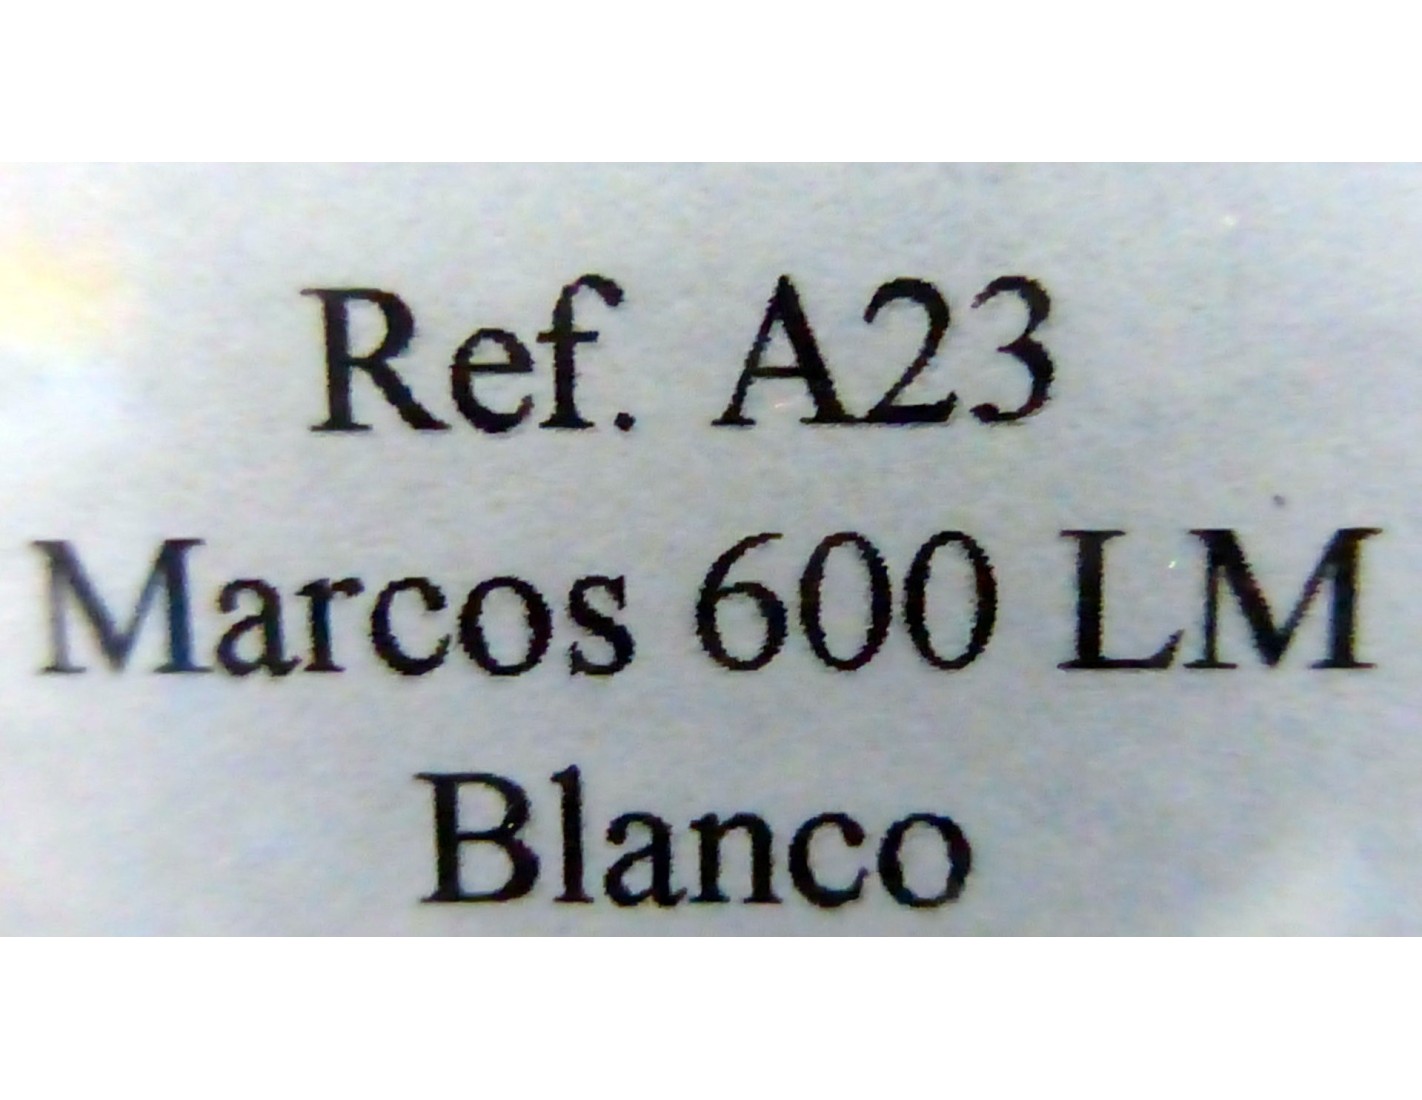 Ref. A23
Marcos 600 LM
Blanco